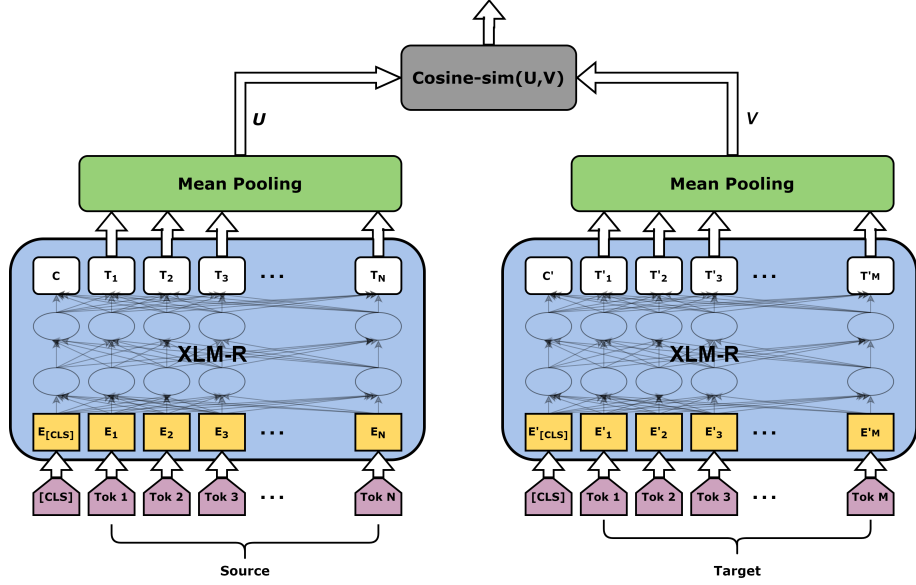 Cosine-sim(U,V)
U V
Mean Pooling Mean Pooling
C T1 T2 T3 ... TN C' T'1 T'2 T'3 ... T'M
XLM-R XLM-R
E[CLS] E1 E2 E3 ... EN E'[CLS] E'1 E'2 E'3 ... E'M
[CLS] Tok 1 Tok 2 Tok 3 ... Tok N [CLS] Tok 1 Tok 2 Tok 3 ... Tok M
Source Target